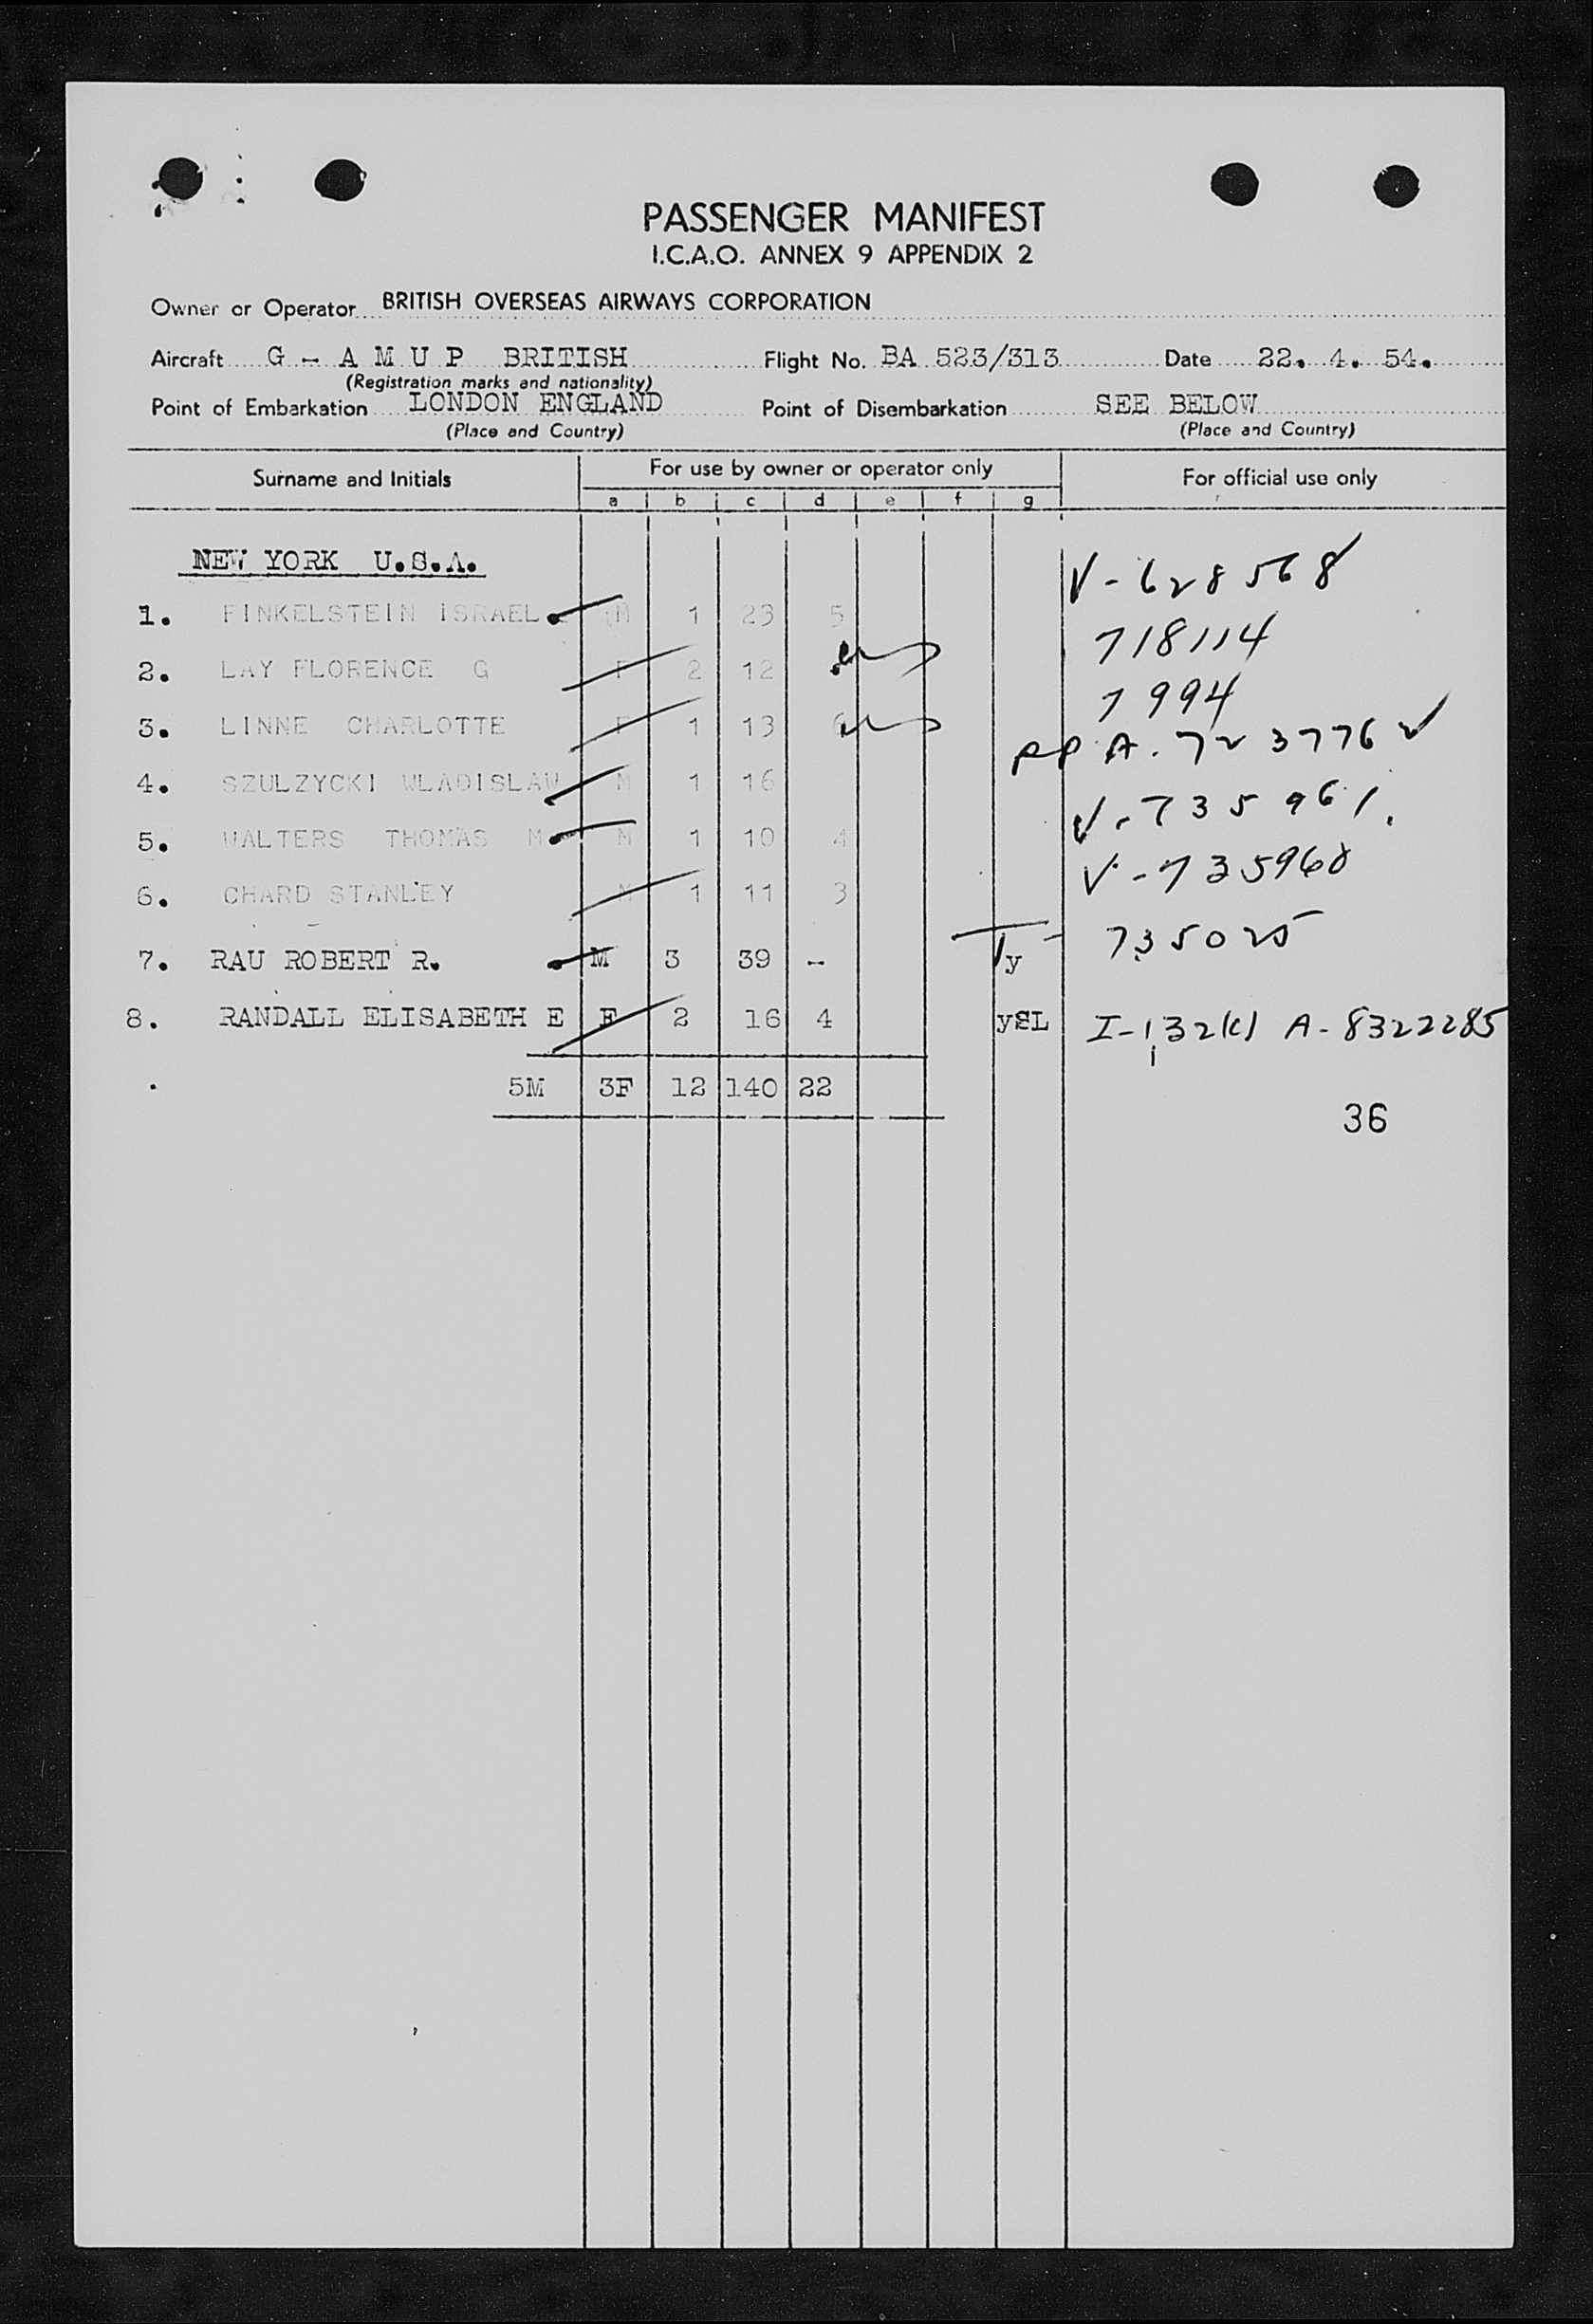 PASSENGER MANIFEST
I.C.A.O. ANNEX 9 APPENDIX 2
Owner or Operator BRITISH OVERSEAS AIRWAYS CORPORATION
Aircraft G - A M U P BRITISH Flight No. BA 523/313 Date 22. 4. 54.
(Registration marks and nationality)
Point of Embarkation LONDON ENGLAND Point of Disembarkation SEE BELOW
(Place and Country) (Place and Country)
Surname and Initials For use by owner or operator only For official use only
a b c d e f g
NEW YORK U.S.A. V-628568
1. FINKELSTEIN ISRAEL M 1 23 5 718114
2. LAY FLORENCE G F 2 12 7994
3. LINNE CHARLOTTE F 1 13 6 PP A. 723776
4. SZULZYCKI WLADISLAW M 1 16 V-735961.
5. WALTERS THOMAS M M 1 10 4 V-735960
6. CHARD STANLEY M 1 11 3 735025
7. RAU ROBERT R. M 3 39 - y
8. RANDALL ELISABETH E F 2 16 4 ySL I-132(c) A-8322285
5M 3F 12 140 22
36